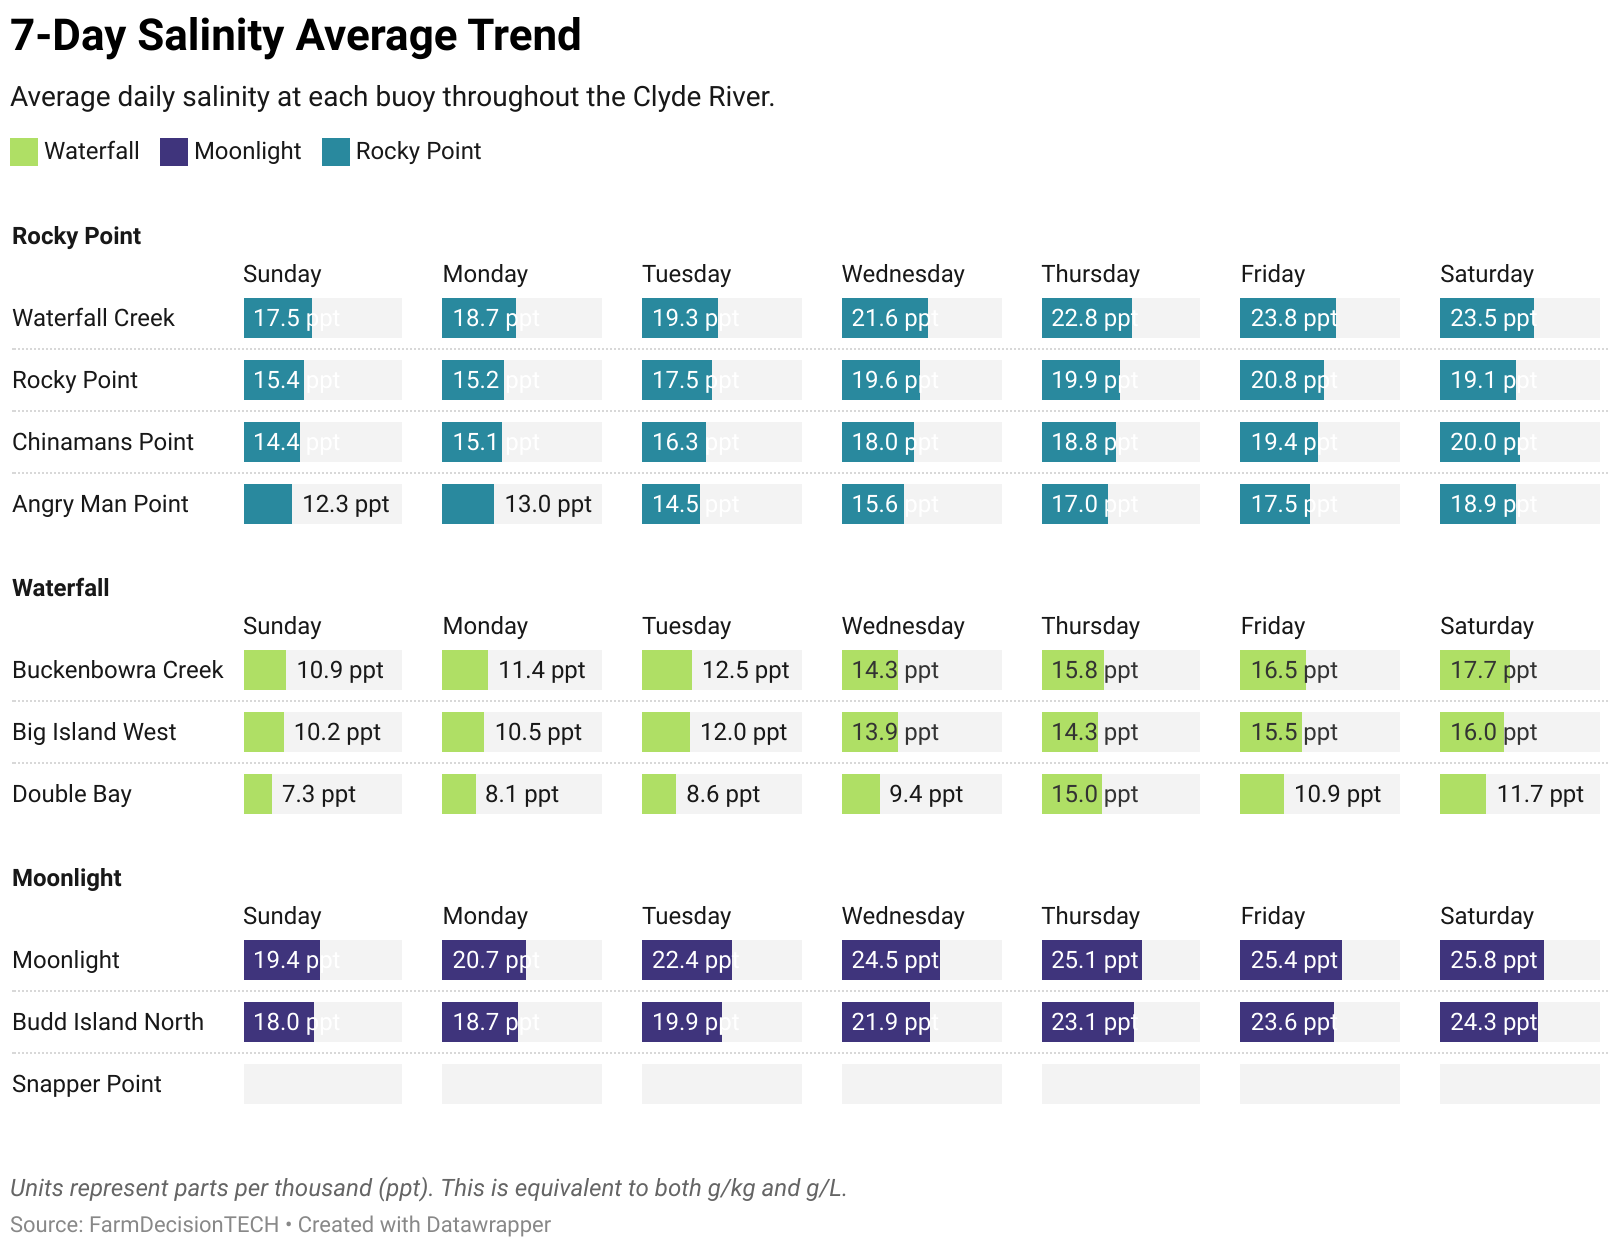 7-Day Salinity Average Trend
Average daily salinity at each buoy throughout the Clyde River.
Waterfall Moonlight Rocky Point
Rocky Point
Sunday Monday Tuesday Wednesday Thursday Friday Saturday
Waterfall Creek 17.5 ppt 18.7 ppt 19.3 ppt 21.6 ppt 22.8 ppt 23.8 ppt 23.5 ppt
Rocky Point 15.4 ppt 15.2 ppt 17.5 ppt 19.6 ppt 19.9 ppt 20.8 ppt 19.1 ppt
Chinamans Point 14.4 ppt 15.1 ppt 16.3 ppt 18.0 ppt 18.8 ppt 19.4 ppt 20.0 ppt
Angry Man Point 12.3 ppt 13.0 ppt 14.5 ppt 15.6 ppt 17.0 ppt 17.5 ppt 18.9 ppt
Waterfall
Sunday Monday Tuesday Wednesday Thursday Friday Saturday
Buckenbowra Creek 10.9 ppt 11.4 ppt 12.5 ppt 14.3 ppt 15.8 ppt 16.5 ppt 17.7 ppt
Big Island West 10.2 ppt 10.5 ppt 12.0 ppt 13.9 ppt 14.3 ppt 15.5 ppt 16.0 ppt
Double Bay 7.3 ppt 8.1 ppt 8.6 ppt 9.4 ppt 15.0 ppt 10.9 ppt 11.7 ppt
Moonlight
Sunday Monday Tuesday Wednesday Thursday Friday Saturday
Moonlight 19.4 ppt 20.7 ppt 22.4 ppt 24.5 ppt 25.1 ppt 25.4 ppt 25.8 ppt
Budd Island North 18.0 ppt 18.7 ppt 19.9 ppt 21.9 ppt 23.1 ppt 23.6 ppt 24.3 ppt
Snapper Point
Units represent parts per thousand (ppt). This is equivalent to both g/kg and g/L.
Source: FarmDecisionTECH • Created with Datawrapper